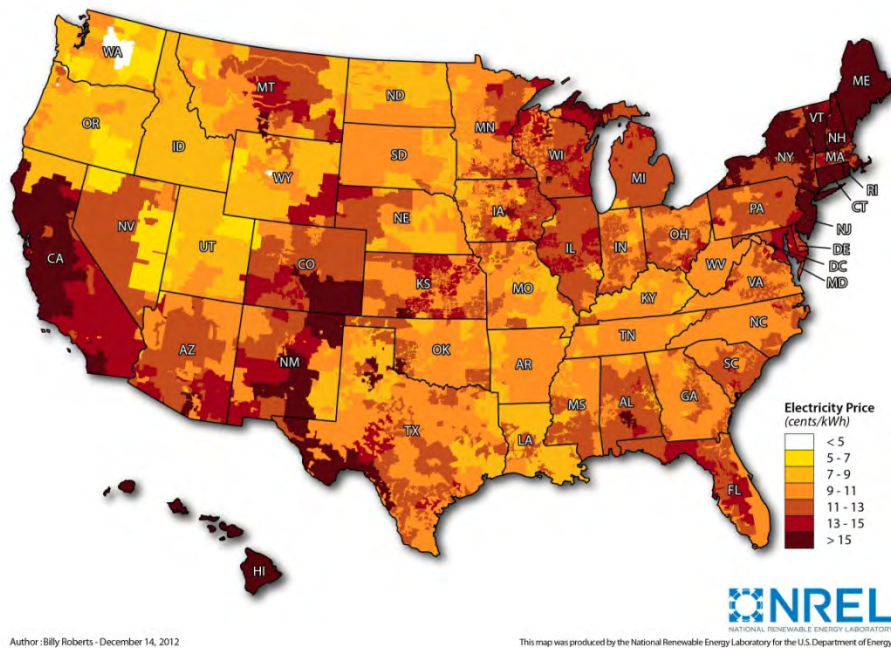 WA
MT
ND
OR
ID
SD
WY
MN
WI
MI
ME
VT
NH
NY
MA
RI
CT
NJ
PA
DE
DC
MD
CA
NV
UT
CO
NE
IA
IL
IN
OH
WV
VA
KS
MO
KY
NC
TN
AZ
NM
OK
AR
SC
TX
LA
MS
AL
GA
FL
HI
Electricity Price
(cents/kWh)
< 5
5 - 7
7 - 9
9 - 11
11 - 13
13 - 15
> 15
NREL
NATIONAL RENEWABLE ENERGY LABORATORY
Author : Billy Roberts - December 14, 2012
This map was produced by the National Renewable Energy Laboratory for the U.S. Department of Energy